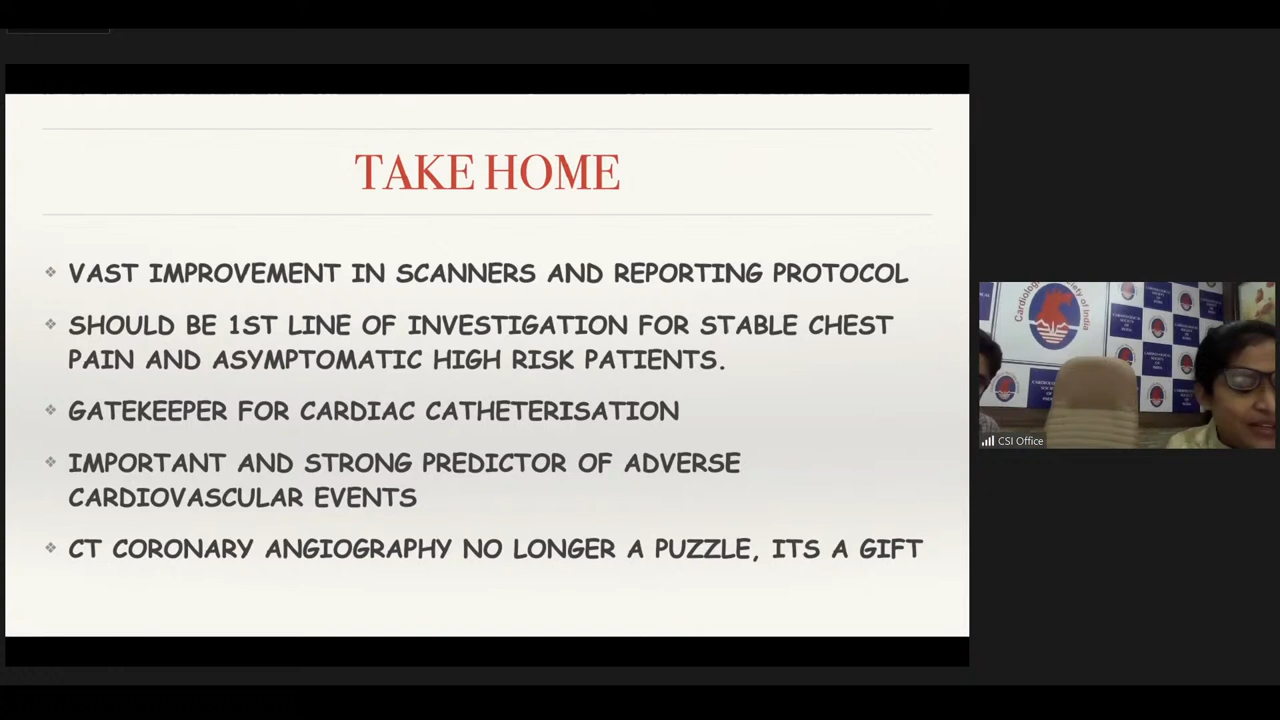 TAKE HOME
VAST IMPROVEMENT IN SCANNERS AND REPORTING PROTOCOL
SHOULD BE 1ST LINE OF INVESTIGATION FOR STABLE CHEST
PAIN AND ASYMPTOMATIC HIGH RISK PATIENTS.
GATEKEEPER FOR CARDIAC CATHETERISATION
IMPORTANT AND STRONG PREDICTOR OF ADVERSE
CARDIOVASCULAR EVENTS
CT CORONARY ANGIOGRAPHY NO LONGER A PUZZLE, ITS A GIFT
CSI Office